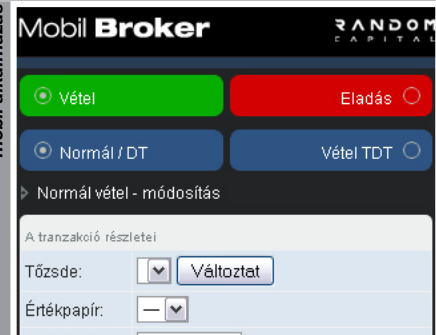 Mobil Broker
RANDOM
CAPITAL
Vétel
Eladás
Normál / DT
Vétel TDT
Normál vétel - módosítás
A tranzakció részletei
Tőzsde:
Változtat
Értékpapír:
—